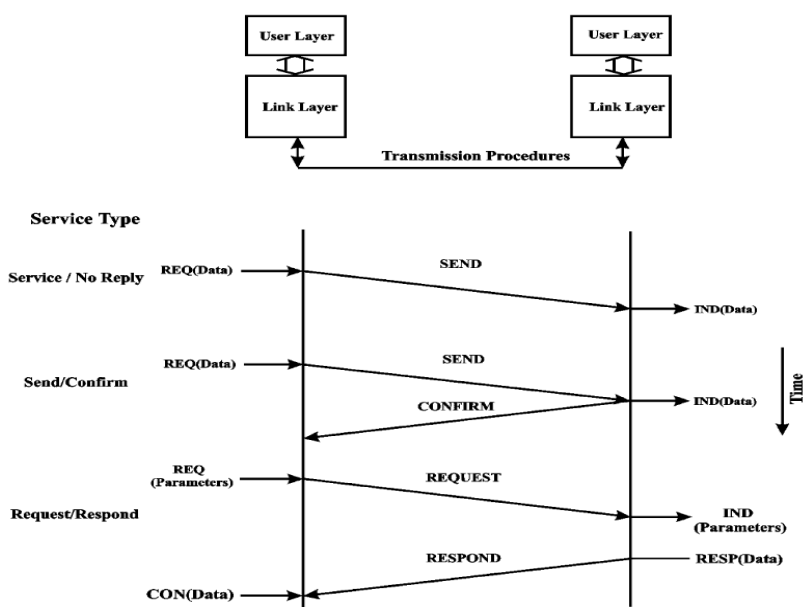 User Layer
User Layer
Link Layer
Link Layer
Transmission Procedures
Service Type
Service / No Reply
REQ(Data)
SEND
IND(Data)
Send/Confirm
REQ(Data)
SEND
IND(Data)
CONFIRM
Time
Request/Respond
REQ
(Parameters)
REQUEST
IND
(Parameters)
RESPOND
RESP(Data)
CON(Data)